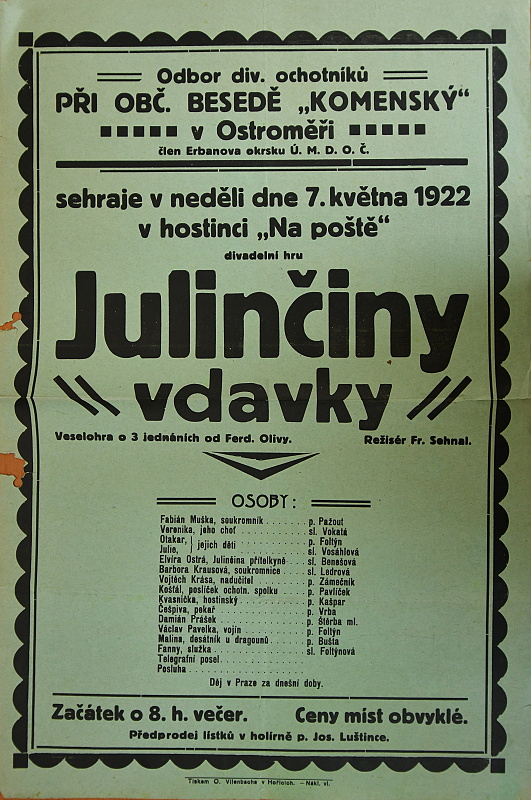 Odbor div. ochotníků
PŘI OBČ. BESEDĚ „KOMENSKÝ“
v Ostroměři
člen Erbanova okrsku Ú. M. D. O. Č.
sehraje v neděli dne 7. května 1922
v hostinci „Na poště“
divadelní hru
Julinčiny
vdavky
Veselohra o 3 jednáních od Ferd. Olivy. Režisér Fr. Sehnal.
OSOBY:
Fabián Muška, soukromník . . . . . . . p. Pažout
Veronika, jeho choť . . . . . . . sl. Vokatá
Otakar, } jejich děti . . . . . . . p. Foltýn
Julie, sl. Vosáhlová
Elvíra Ostrá, Julinčina přítelkyně . . . sl. Benešová
Barbora Krausová, soukromnice . . . . sl. Ledrová
Vojtěch Krása, nadučitel . . . . . . . p. Zámečník
Košťál, poslíček ochotn. spolku . . . . p. Pavlíček
Kvasnička, hostinský . . . . . . . p. Kašpar
Češpiva, pekař . . . . . . . p. Vrba
Damián Prášek . . . . . . . p. Štěrba ml.
Václav Pavelka, vojín . . . . . . . p. Foltýn
Malina, desátník u dragounů . . . . . p. Bušta
Fanny, služka . . . . . . . sl. Foltýnová
Telegrafní posel . . . . . . .
Posluha . . . . . . .
Děj v Praze za dnešní doby.
Začátek o 8. h. večer. Ceny míst obvyklé.
Předprodej lístků v holírně p. Jos. Luštince.
Tiskem O. Vilenbacha v Hořicích. — Nákl. vl.